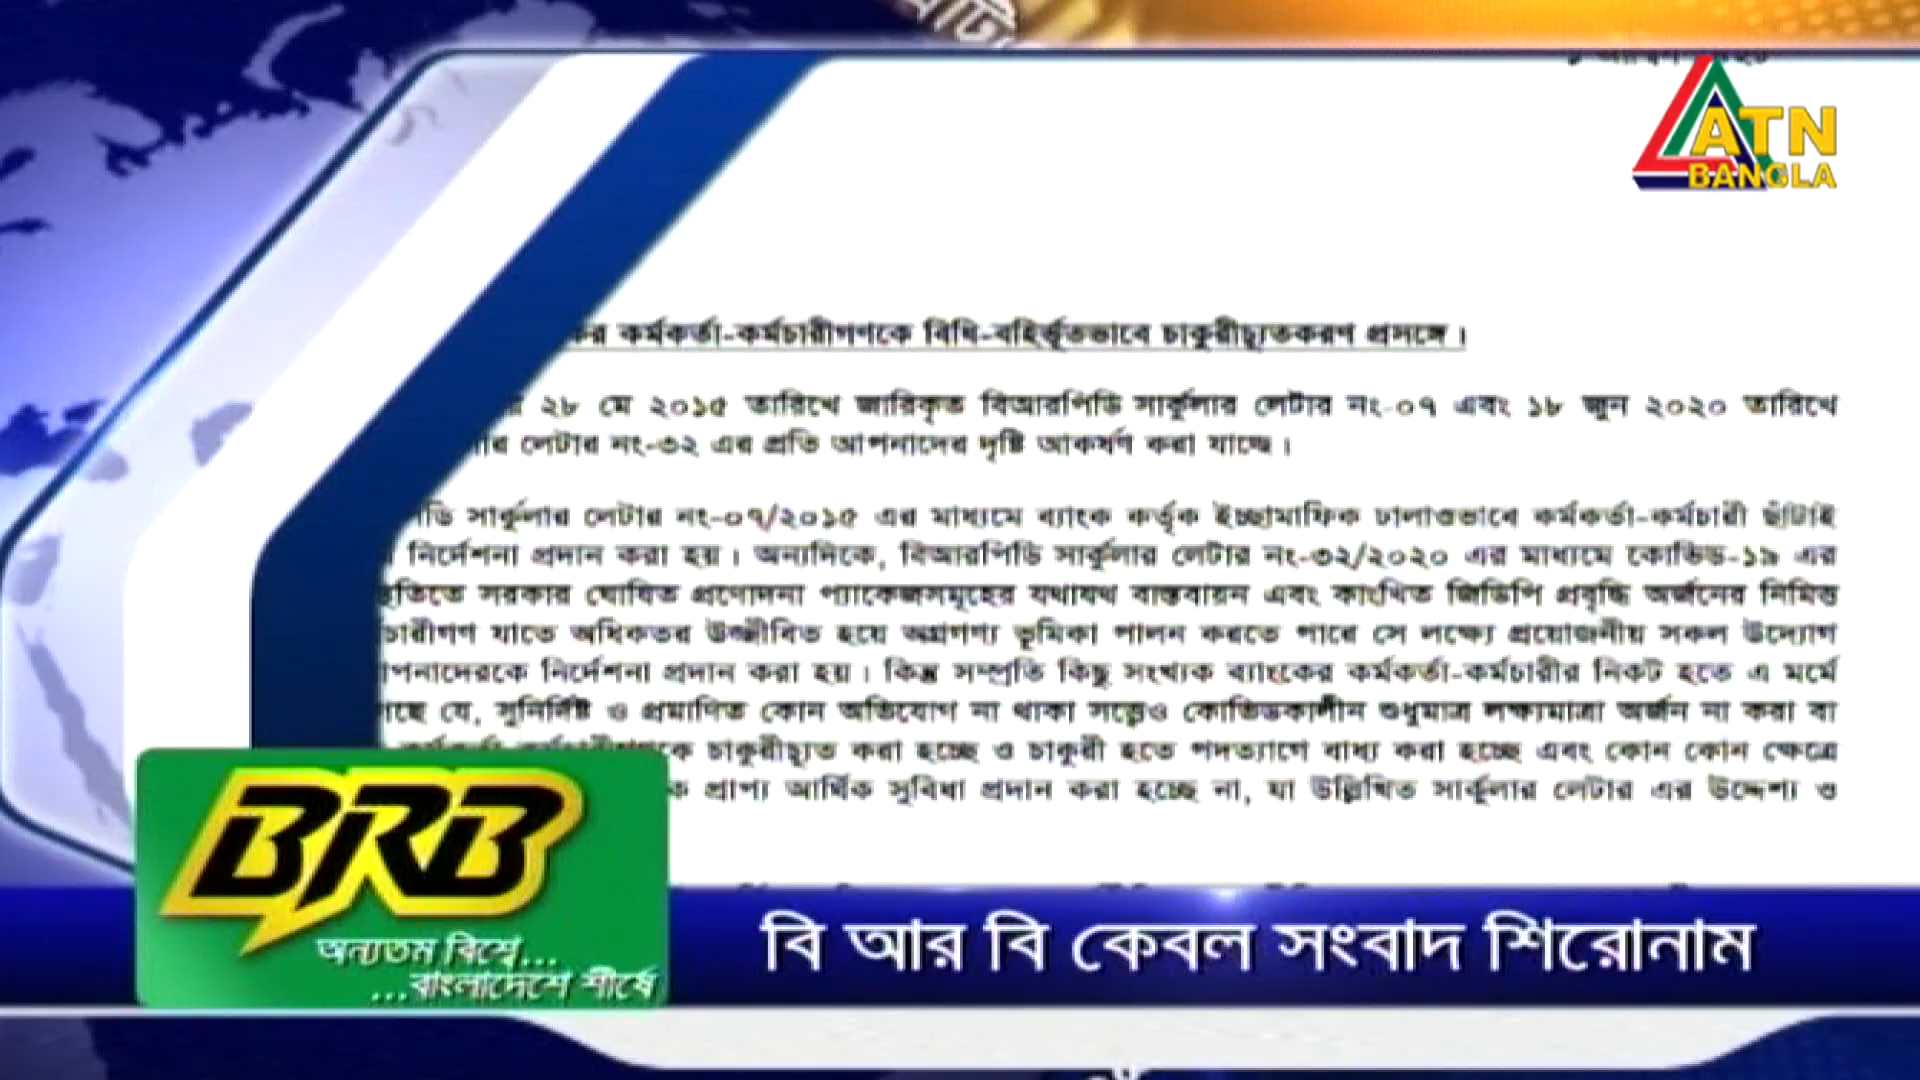 ATN
BANGLA
কর্মকর্তা-কর্মচারীগণকে বিধি-বহির্ভূতভাবে চাকুরীচ্যুতকরণ প্রসঙ্গে।
২৮ মে ২০১৫ তারিখে জারিকৃত বিআরপিডি সার্কুলার লেটার নং-০৭ এবং ১৮ জুন ২০২০ তারিখে
লেটার নং-৩২ এর প্রতি আপনাদের দৃষ্টি আকর্ষণ করা যাচ্ছে।
সার্কুলার লেটার নং-০৭/২০১৫ এর মাধ্যমে ব্যাংক কর্তৃক ইচ্ছামাফিক ঢালাওভাবে কর্মকর্তা-কর্মচারী ছাঁটাই
নির্দেশনা প্রদান করা হয়। অন্যদিকে, বিআরপিডি সার্কুলার লেটার নং-৩২/২০২০ এর মাধ্যমে কোভিড-১৯ এর
সরকার ঘোষিত প্রণোদনা প্যাকেজসমূহের যথাযথ বাস্তবায়ন এবং কাংখিত জিডিপি প্রবৃদ্ধি অর্জনের নিমিত্ত
যাতে অধিকতর উজ্জীবিত হয়ে অগ্রগণ্য ভূমিকা পালন করতে পারে সে লক্ষ্যে প্রয়োজনীয় সকল উদ্যোগ
নির্দেশনা প্রদান করা হয়। কিন্তু সম্প্রতি কিছু সংখ্যক ব্যাংকের কর্মকর্তা-কর্মচারীর নিকট হতে এ মর্মে
যে, সুনির্দিষ্ট ও প্রমাণিত কোন অভিযোগ না থাকা সত্ত্বেও কোভিডকালীন শুধুমাত্র লক্ষ্যমাত্রা অর্জন না করা বা
চাকুরীচ্যুত করা হচ্ছে ও চাকুরী হতে পদত্যাগে বাধ্য করা হচ্ছে এবং কোন কোন ক্ষেত্রে
প্রাপ্য আর্থিক সুবিধা প্রদান করা হচ্ছে না, যা উল্লিখিত সার্কুলার লেটার এর উদ্দেশ্য ও
BRB
অন্যতম বিশ্বে...
...বাংলাদেশে শীর্ষে
বি আর বি কেবল সংবাদ শিরোনাম